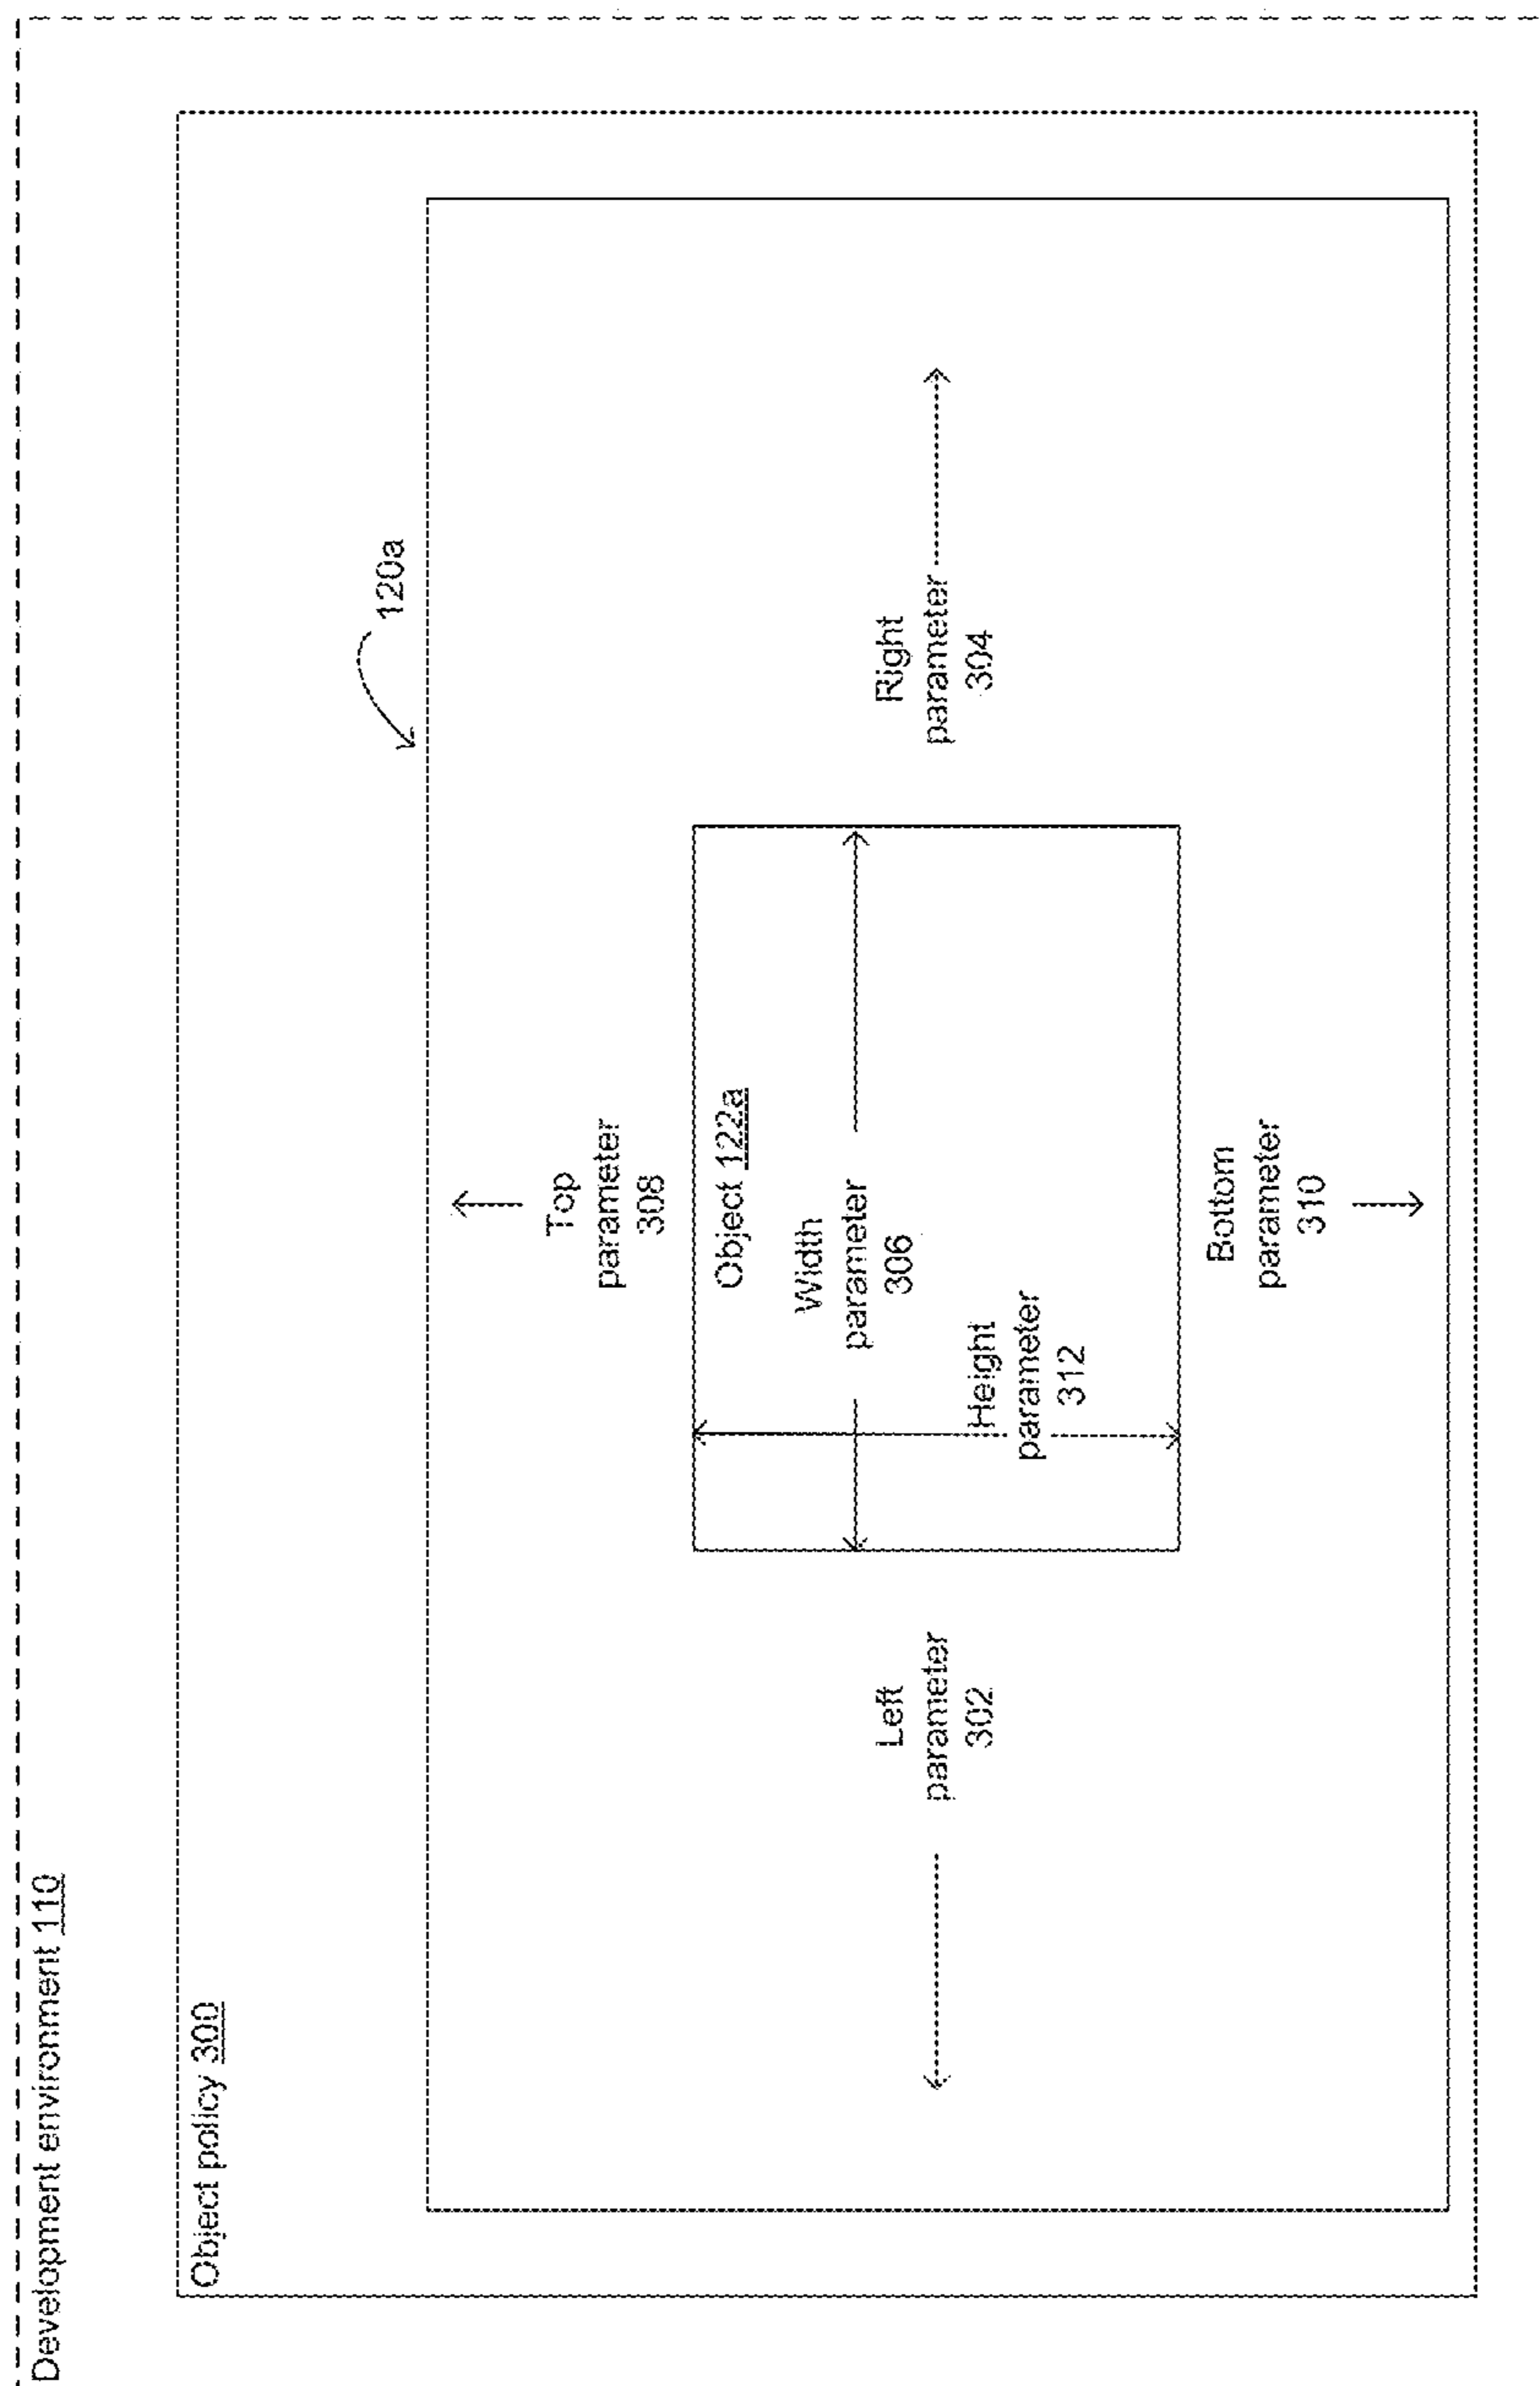 Development environment 110
Object policy 300
120a
Top
parameter
308
Object 122a
Width
parameter
306
Left
parameter
302
Right
parameter
304
Height
parameter
312
Bottom
parameter
310